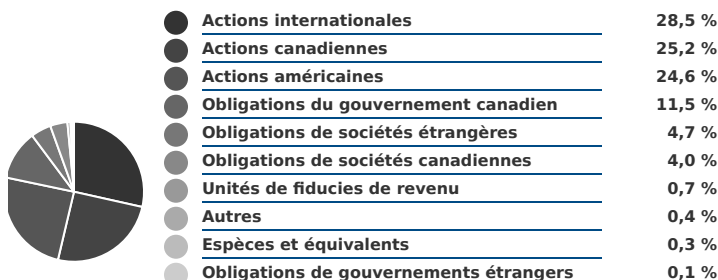 Actions internationales 28,5 %
Actions canadiennes 25,2 %
Actions américaines 24,6 %
Obligations du gouvernement canadien 11,5 %
Obligations de sociétés étrangères 4,7 %
Obligations de sociétés canadiennes 4,0 %
Unités de fiducies de revenu 0,7 %
Autres 0,4 %
Espèces et équivalents 0,3 %
Obligations de gouvernements étrangers 0,1 %